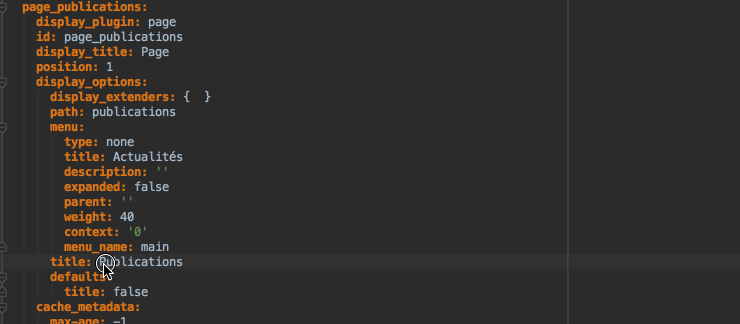 page_publications:
display_plugin: page
id: page_publications
display_title: Page
position: 1
display_options:
display_extenders: {  }
path: publications
menu:
type: none
title: Actualités
description: ''
expanded: false
parent: ''
weight: 40
context: '0'
menu_name: main
title: Publications
defaults:
title: false
cache_metadata:
max-age: -1